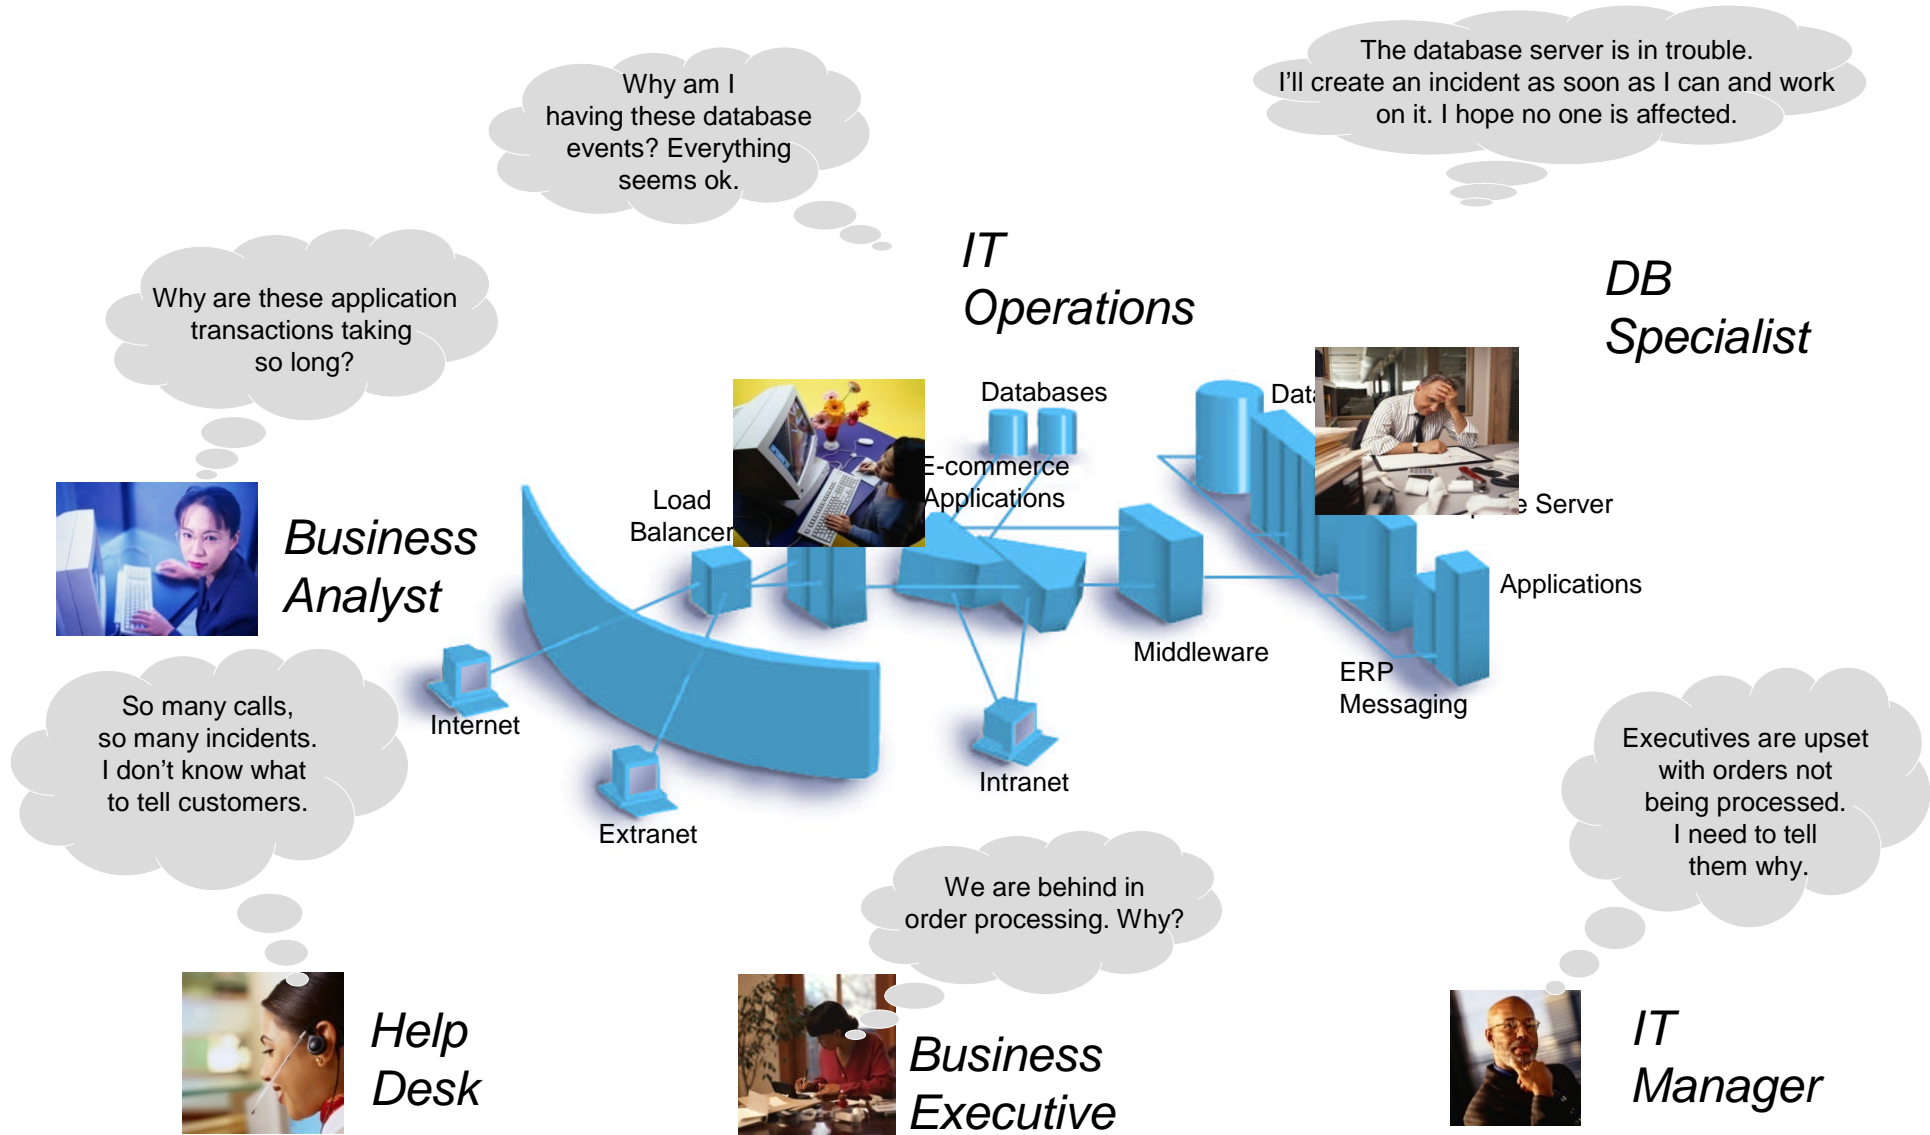 The database server is in trouble.
I'll create an incident as soon as I can and work
on it. I hope no one is affected.
Why am I
having these database
events? Everything
seems ok.
IT
Operations
DB
Specialist
Why are these application
transactions taking
so long?
Business
Analyst
Databases
E-commerce
Applications
Load
Balancer
Server
Applications
Middleware
ERP
Messaging
Internet
Extranet
Intranet
So many calls,
so many incidents.
I don't know what
to tell customers.
Executives are upset
with orders not
being processed.
I need to tell
them why.
We are behind in
order processing. Why?
Help
Desk
Business
Executive
IT
Manager